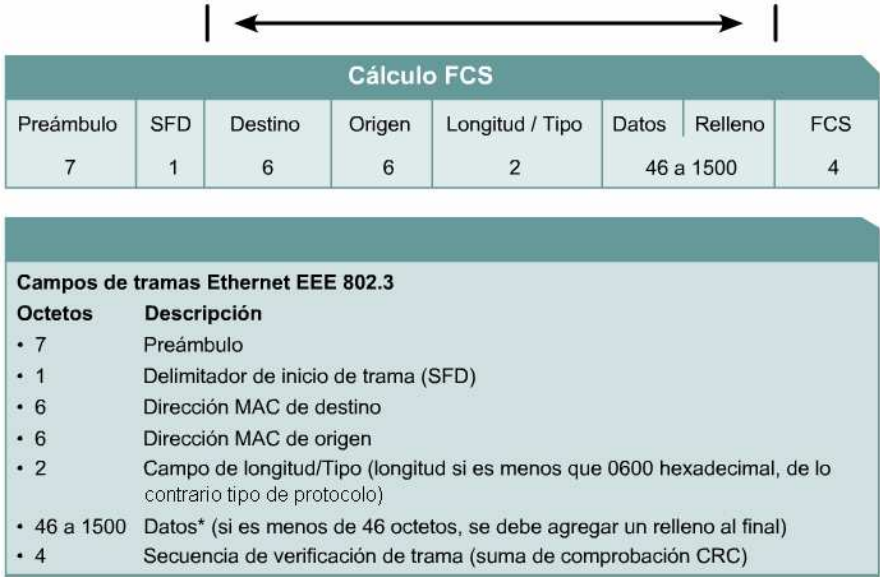 Cálculo FCS
Preámbulo SFD Destino Origen Longitud / Tipo Datos Relleno FCS
7 1 6 6 2 46 a 1500 4
Campos de tramas Ethernet EEE 802.3
Octetos Descripción
• 7 Preámbulo
• 1 Delimitador de inicio de trama (SFD)
• 6 Dirección MAC de destino
• 6 Dirección MAC de origen
• 2 Campo de longitud/Tipo (longitud si es menos que 0600 hexadecimal, de lo
contrario tipo de protocolo)
• 46 a 1500 Datos* (si es menos de 46 octetos, se debe agregar un relleno al final)
• 4 Secuencia de verificación de trama (suma de comprobación CRC)